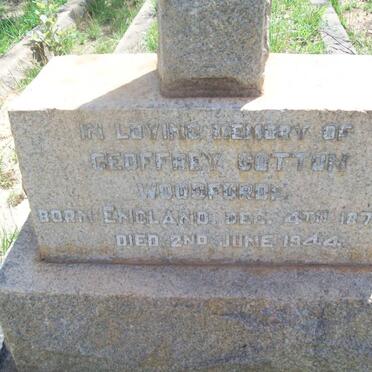 IN LOVING MEMORY OF
GEOFFREY COTTON
WOODFORDE.
BORN ENGLAND, DEC. 4TH 187
DIED 2ND JUNE 1944.